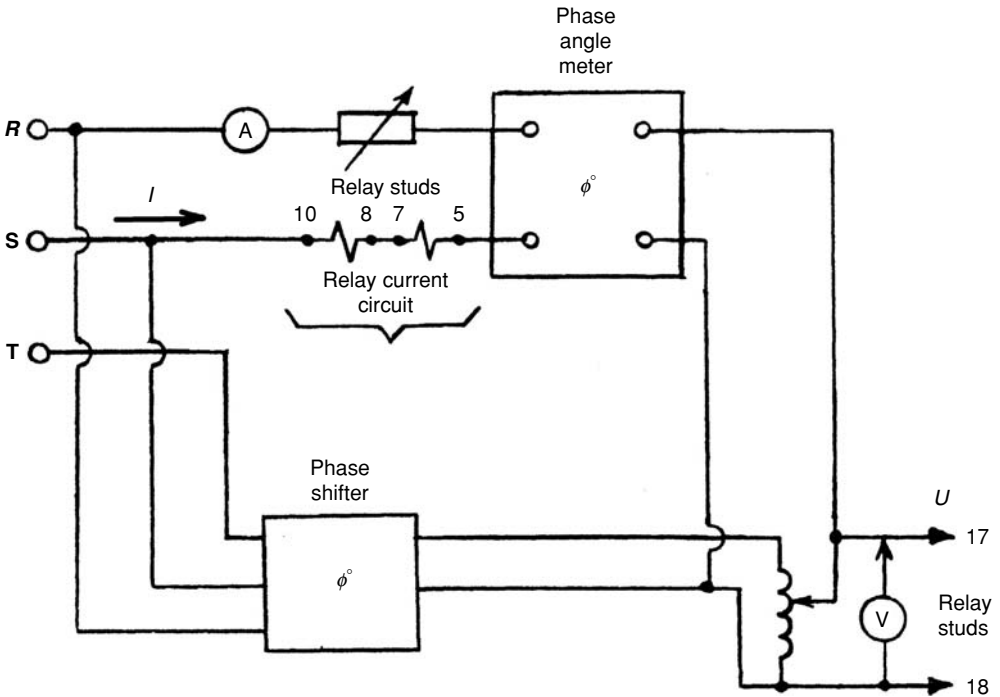 Phase
angle
meter
R
A
ϕ°
Relay studs
I
10 8 7 5
S
Relay current
circuit
T
Phase
shifter
ϕ°
U
17
V
Relay
studs
18